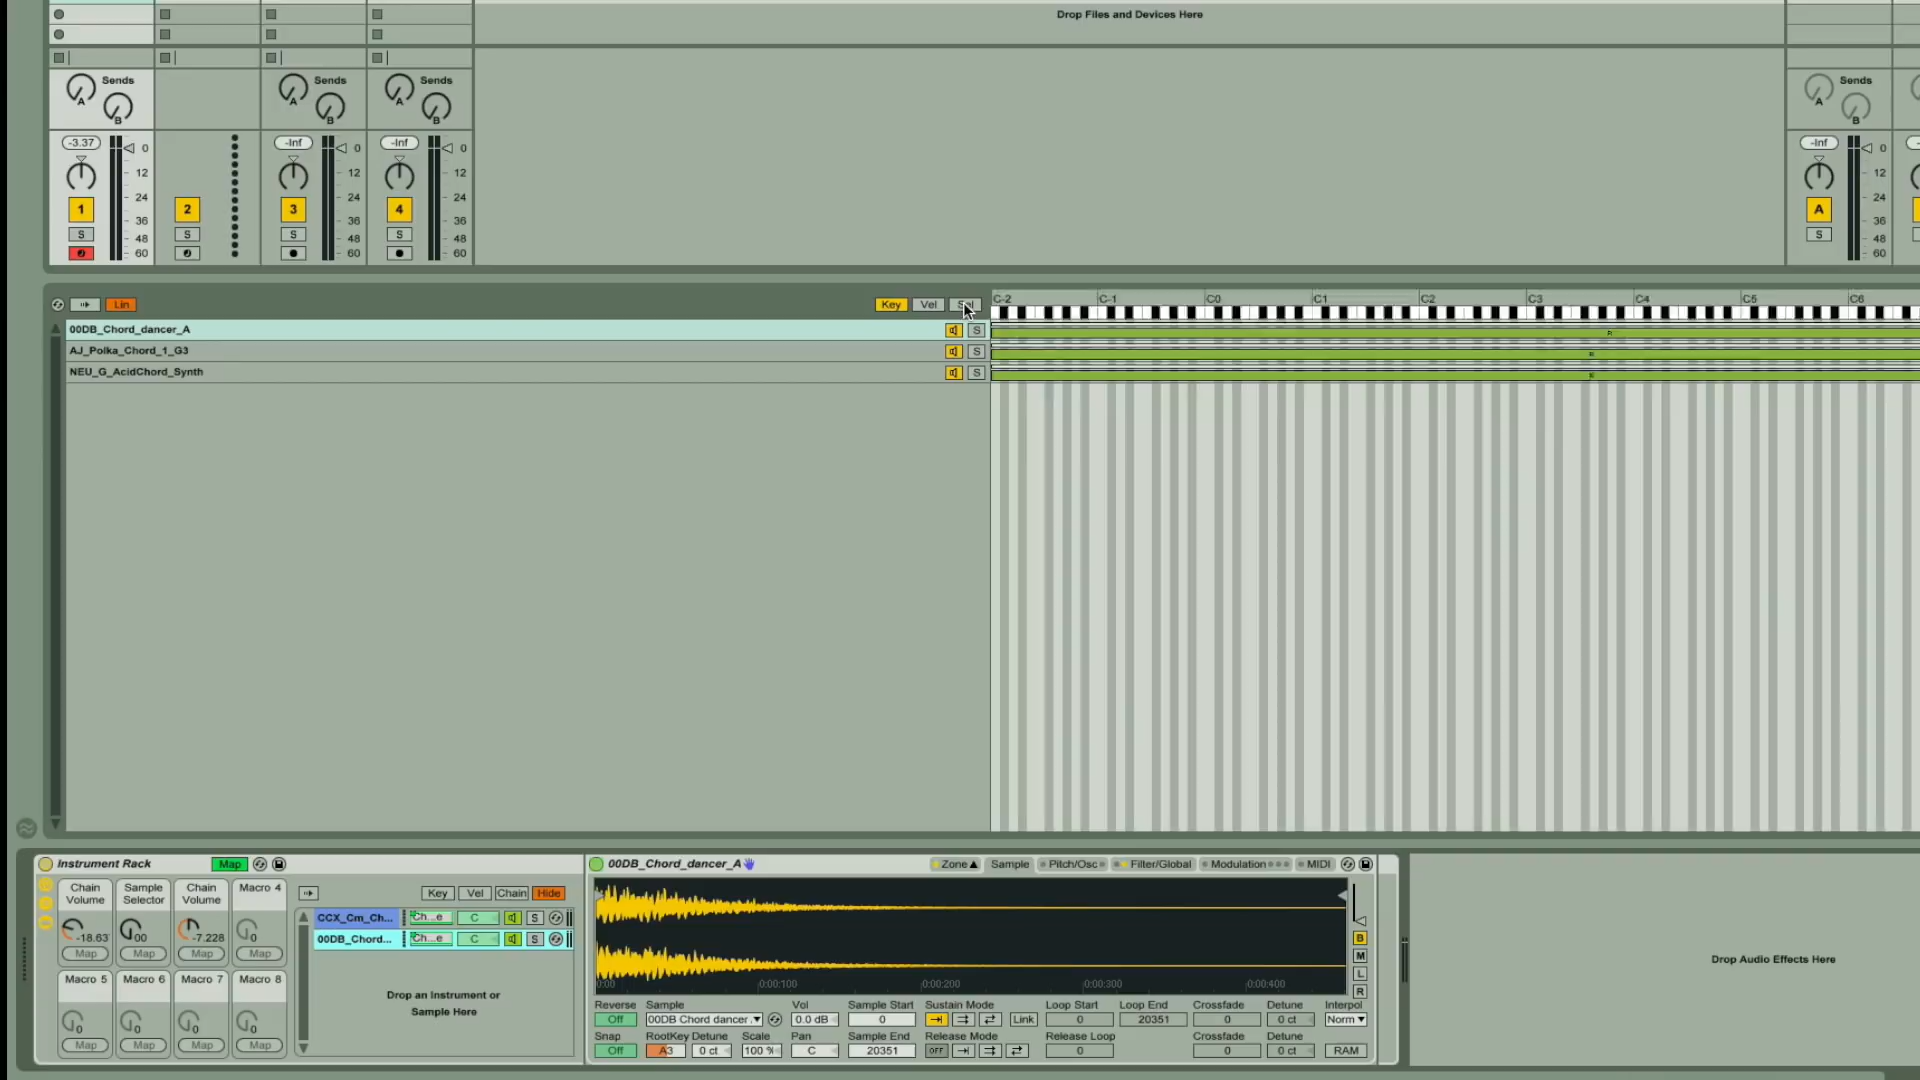 Drop Files and Devices Here
Sends Sends Sends Sends
A A A A
B B B B
-3.37 -Inf -Inf -Inf
0 0 0 0
12 12 12 12
24 24 24 24
1 2 3 4 A
36 36 36 36
S S S S S
48 48 48 48
60 60 60 60
Lin Key Vel C-2 C-1 C0 C1 C2 C3 C4 C5 C6
00DB_Chord_dancer_A S R
AJ_Polka_Chord_1_G3 S R
NEU_G_AcidChord_Synth S R
Instrument Rack Map
Chain Volume Sample Selector Chain Volume Macro 4
-18.63 00 -7.228 0
Map Map Map Map
Macro 5 Macro 6 Macro 7 Macro 8
0 0 0 0
Map Map Map Map
Key Vel Chain Hide
CCX_Cm_Ch... Ch...e C S
00DB_Chord... Ch...e C S
Drop an Instrument or
Sample Here
00DB_Chord_dancer_A Zone Sample Pitch/Osc Filter/Global Modulation MIDI
B
M
L
R
0:00 0:00:100 0:00:200 0:00:300 0:00:400
Reverse Sample Vol Sample Start Sustain Mode Loop Start Loop End Crossfade Detune Interpol
Off 00DB Chord dancer 0.0 dB 0 Link 0 20351 0 0 ct Norm
Snap RootKey Detune Scale Pan Sample End Release Mode Release Loop Crossfade Detune
Off A3 0 ct 100 % C 20351 OFF 0 0 0 ct RAM
Drop Audio Effects Here